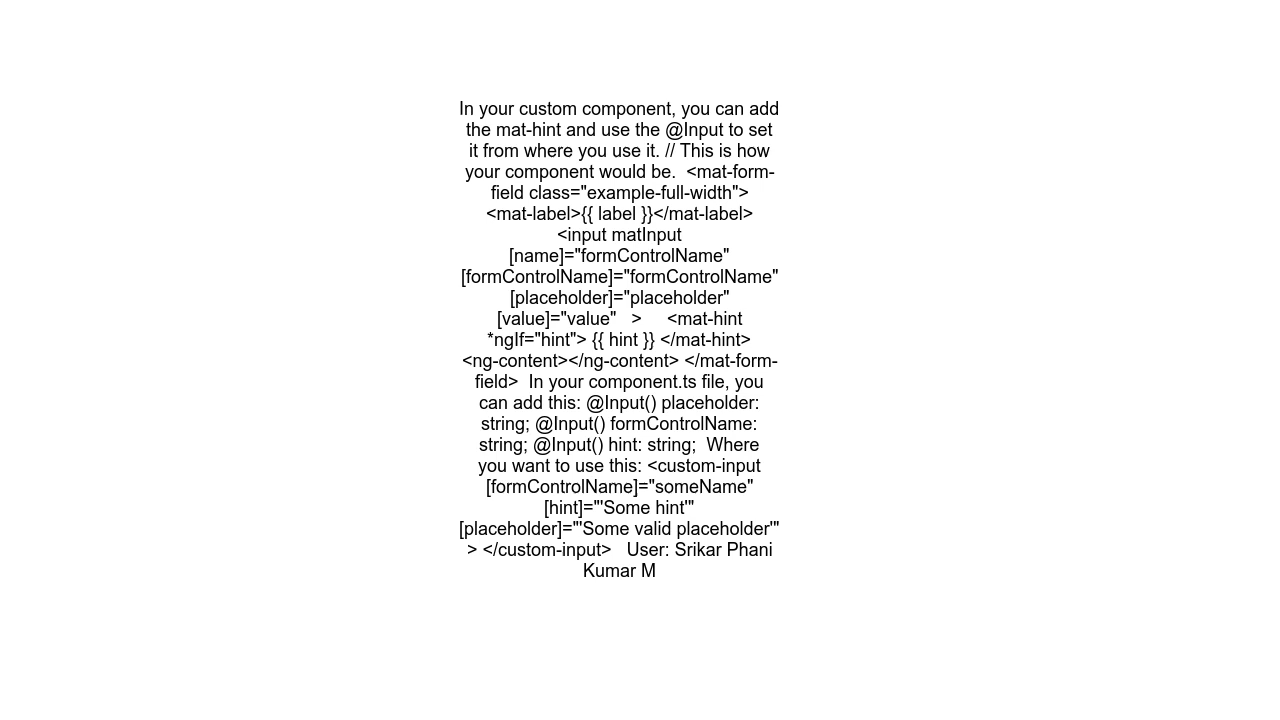 In your custom component, you can add
the mat-hint and use the @Input to set
it from where you use it. // This is how
your component would be.  <mat-form-
field class="example-full-width">
<mat-label>{{ label }}</mat-label>
<input matInput
[name]="formControlName"
[formControlName]="formControlName"
[placeholder]="placeholder"
[value]="value"   >     <mat-hint
*ngIf="hint"> {{ hint }} </mat-hint>
<ng-content></ng-content> </mat-form-
field>  In your component.ts file, you
can add this: @Input() placeholder:
string; @Input() formControlName:
string; @Input() hint: string;  Where
you want to use this: <custom-input
[formControlName]="someName"
[hint]="'Some hint'"
[placeholder]="'Some valid placeholder'"
> </custom-input>   User: Srikar Phani
Kumar M